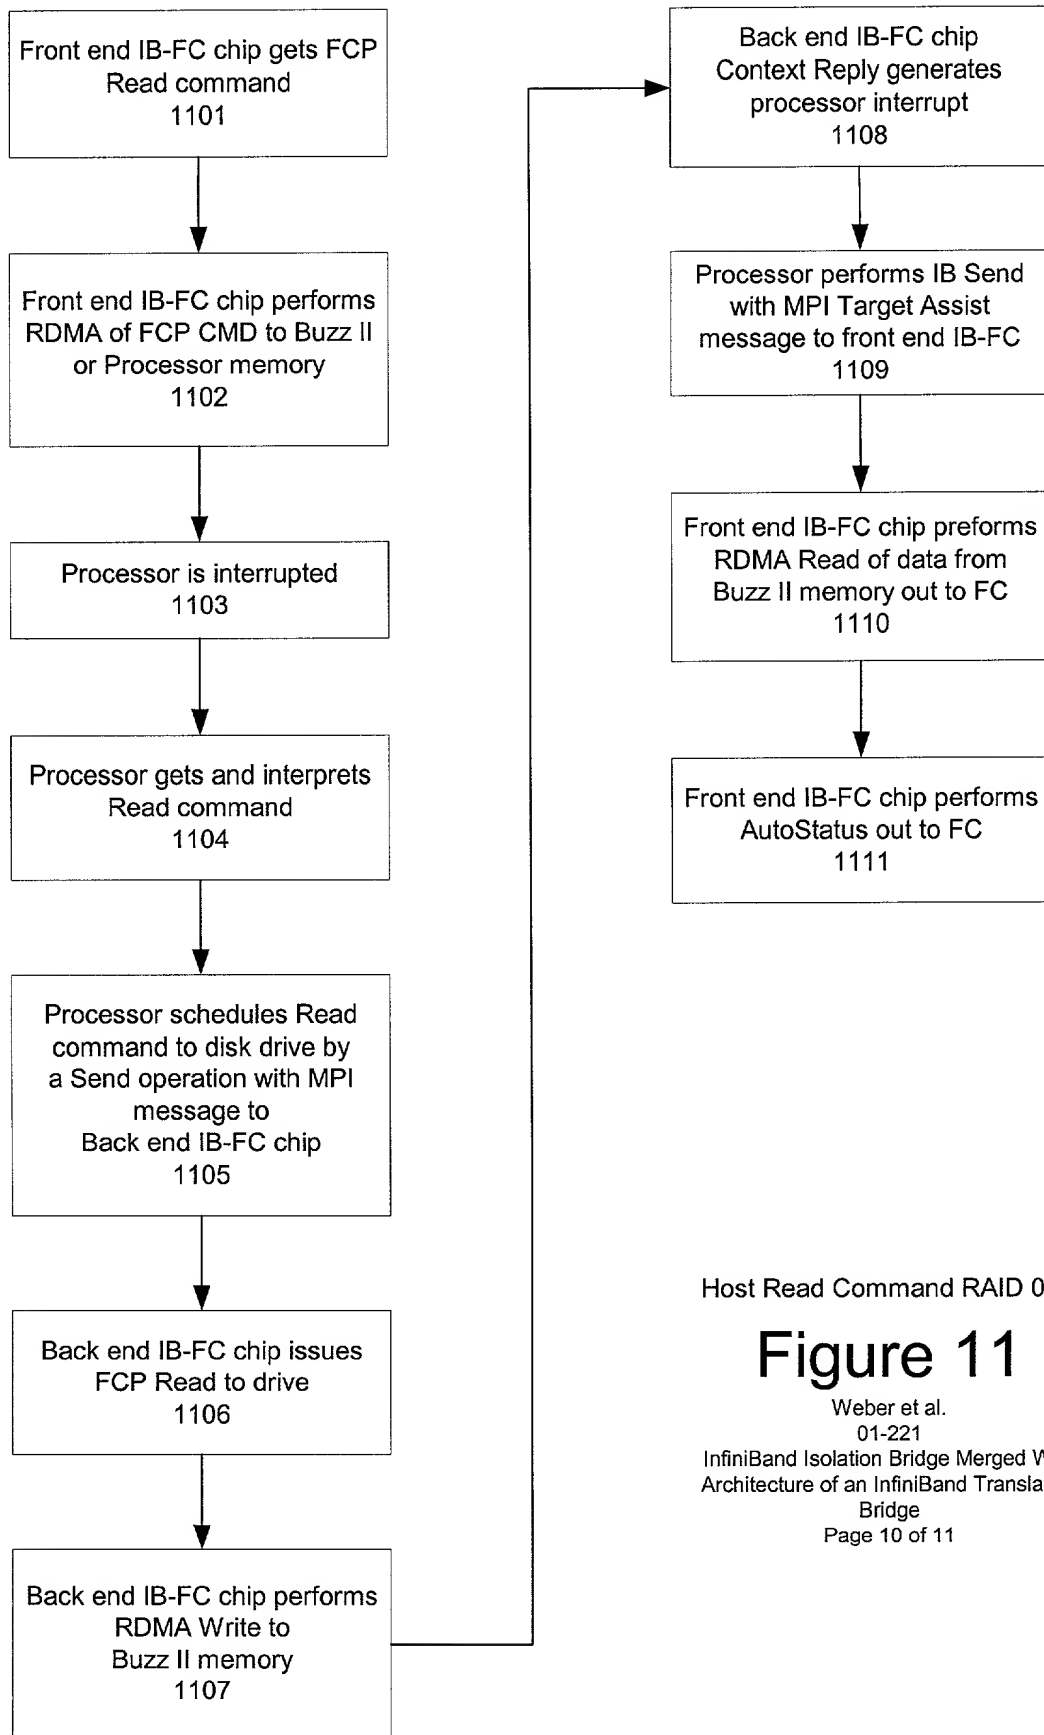 Front end IB-FC chip gets FCP
Read command
1101
Front end IB-FC chip performs
RDMA of FCP CMD to Buzz II
or Processor memory
1102
Processor is interrupted
1103
Processor gets and interprets
Read command
1104
Processor schedules Read
command to disk drive by
a Send operation with MPI
message to
Back end IB-FC chip
1105
Back end IB-FC chip issues
FCP Read to drive
1106
Back end IB-FC chip performs
RDMA Write to
Buzz II memory
1107
Back end IB-FC chip
Context Reply generates
processor interrupt
1108
Processor performs IB Send
with MPI Target Assist
message to front end IB-FC
1109
Front end IB-FC chip preforms
RDMA Read of data from
Buzz II memory out to FC
1110
Front end IB-FC chip performs
AutoStatus out to FC
1111
Host Read Command RAID 0
Figure 11
Weber et al.
01-221
InfiniBand Isolation Bridge Merged
Architecture of an InfiniBand
Bridge
Page 10 of 11